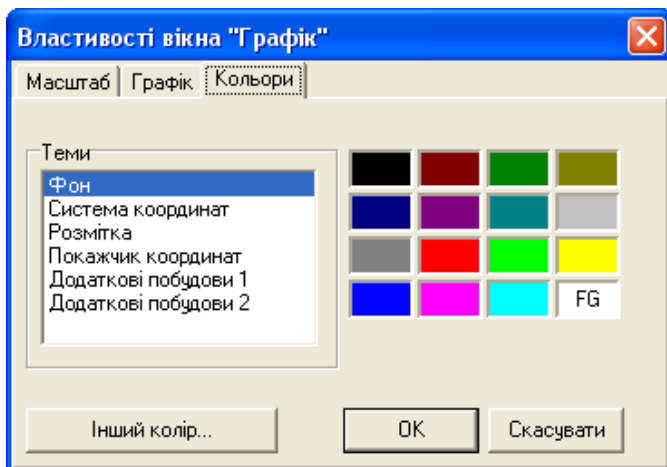 Властивості вікна "Графік"
Масштаб Графік Кольори
Теми
Фон
Система координат
Розмітка
Покажчик координат
Додаткові побудови 1
Додаткові побудови 2
FG
Інший колір... OK Скасувати